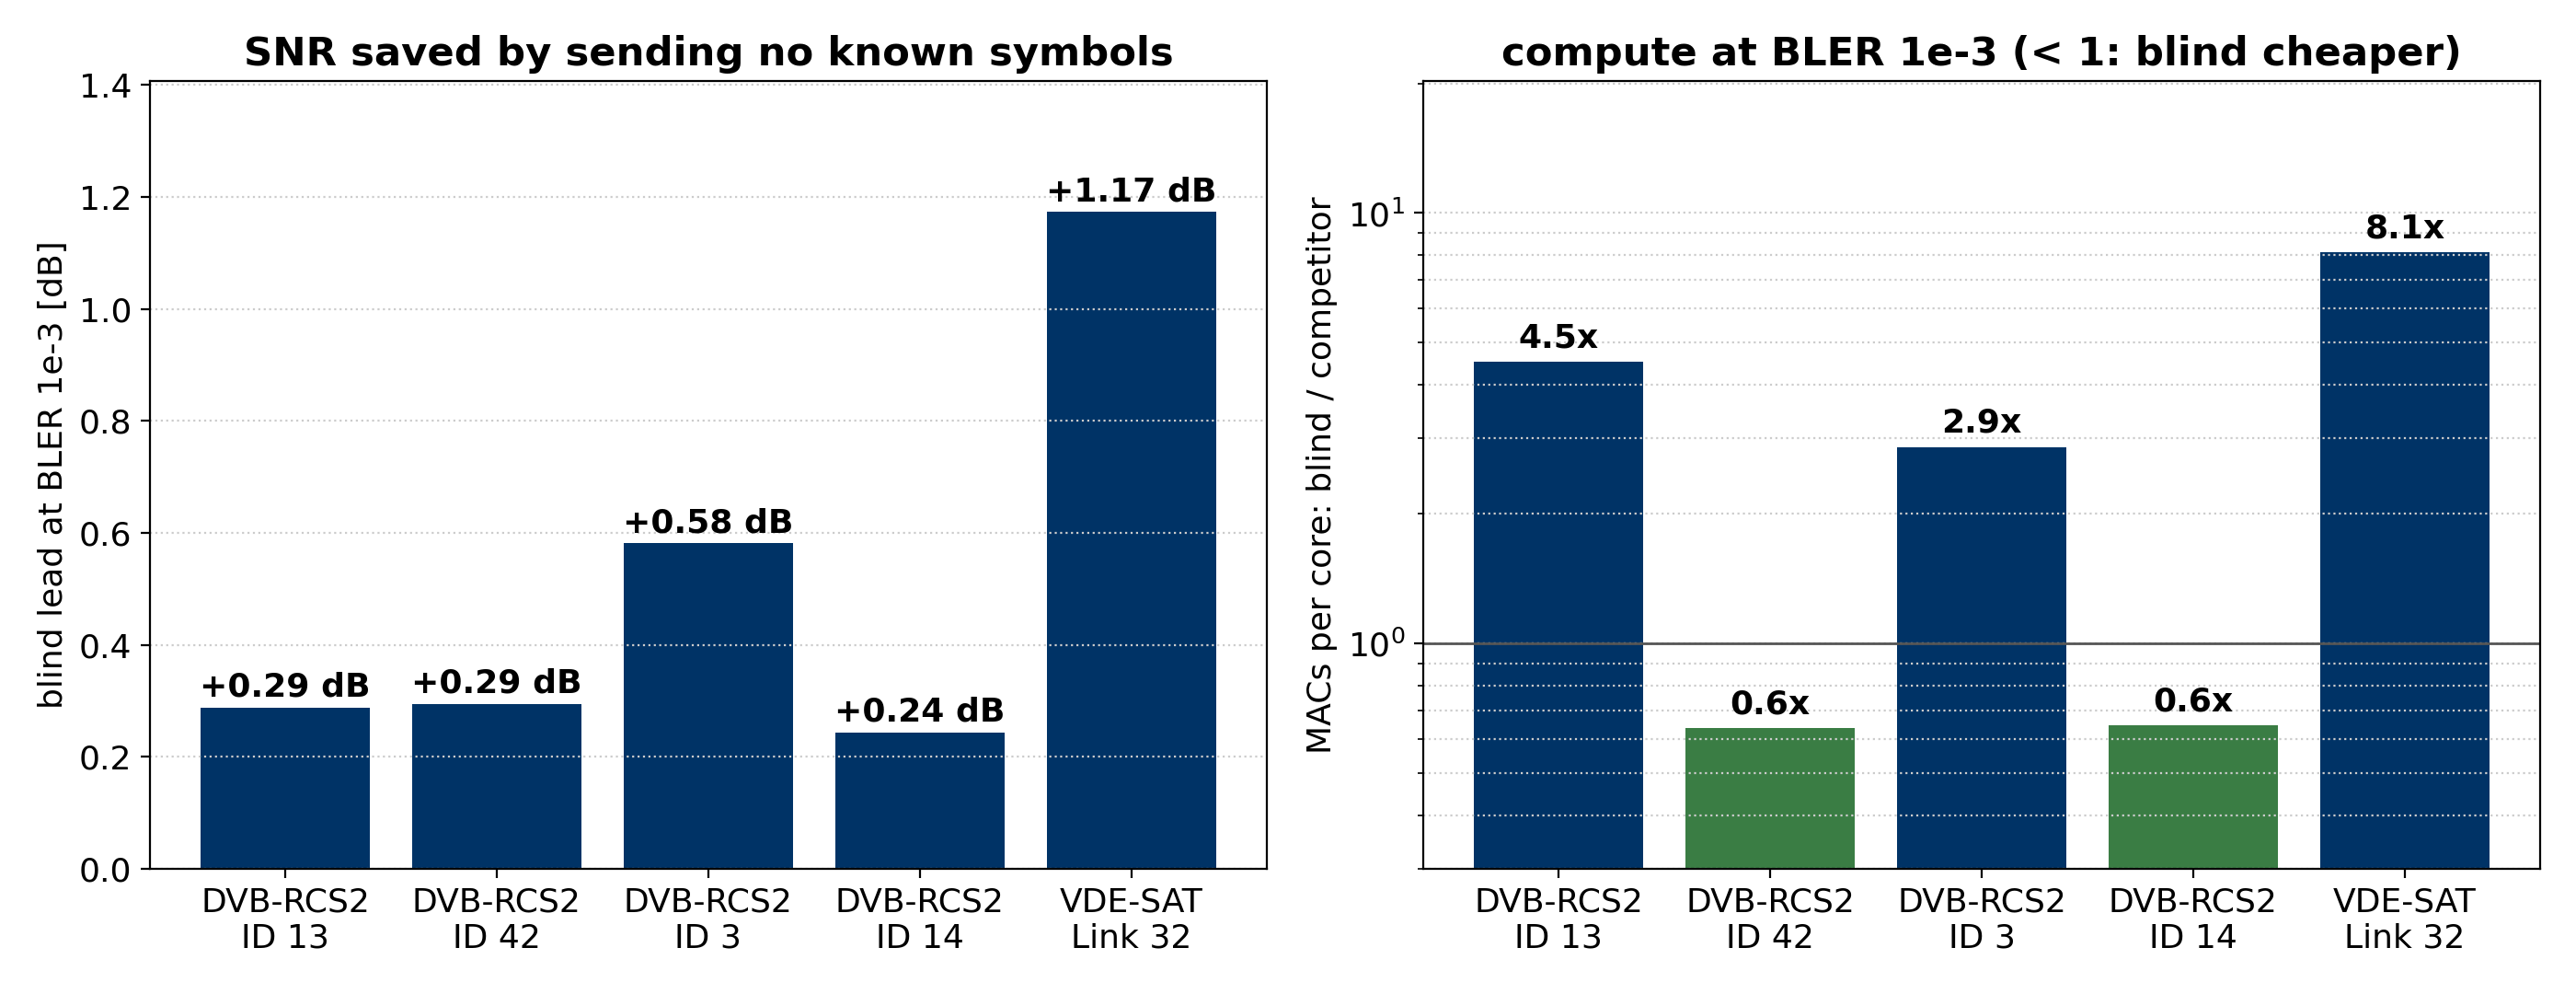 SNR saved by sending no known symbols
blind lead at BLER 1e-3 [dB]
1.4
1.2
1.0
0.8
0.6
0.4
0.2
0.0
+0.29 dB
+0.29 dB
+0.58 dB
+0.24 dB
+1.17 dB
DVB-RCS2
ID 13
DVB-RCS2
ID 42
DVB-RCS2
ID 3
DVB-RCS2
ID 14
VDE-SAT
Link 32
compute at BLER 1e-3 (< 1: blind cheaper)
MACs per core: blind / competitor
10¹
10⁰
4.5x
0.6x
2.9x
0.6x
8.1x
DVB-RCS2
ID 13
DVB-RCS2
ID 42
DVB-RCS2
ID 3
DVB-RCS2
ID 14
VDE-SAT
Link 32